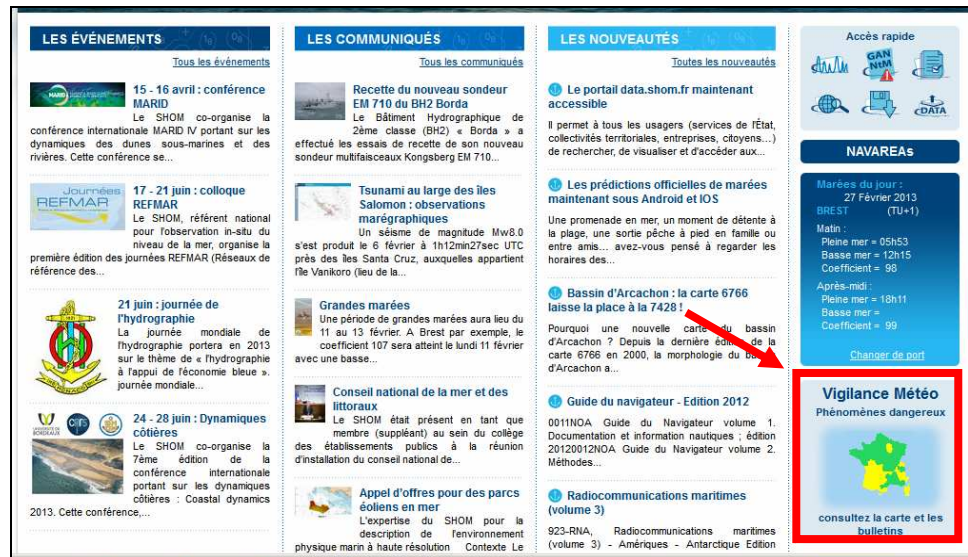 LES ÉVÉNEMENTS
Tous les événements
MARID
15 - 16 avril : conférence
MARID
Le SHOM co-organise la
conférence internationale MARID IV portant sur les
dynamiques des dunes sous-marines et des
rivières. Cette conférence se...
Journées
REFMAR
17 - 21 juin : colloque
REFMAR
Le SHOM, référent national
pour l'observation in-situ du
niveau de la mer, organise la
première édition des journées REFMAR (Réseaux de
référence des...
21 juin : journée de
l'hydrographie
La journée mondiale de
l'hydrographie portera en 2013
sur le thème de « l'hydrographie
à l'appui de l'économie bleue ».
journée mondiale...
UNIVERSITÉ DE
BORDEAUX
cnrs
24 - 28 juin : Dynamiques
côtières
Le SHOM co-organise la
7ème édition de la
conférence internationale
portant sur les dynamiques
côtières : Coastal dynamics
2013. Cette conférence,...
LES COMMUNIQUÉS
Tous les communiqués
Recette du nouveau sondeur
EM 710 du BH2 Borda
Le Bâtiment Hydrographique de
2ème classe (BH2) « Borda » a
effectué les essais de recette de son nouveau
sondeur multifaisceaux Kongsberg EM 710...
Tsunami au large des îles
Salomon : observations
marégraphiques
Un séisme de magnitude Mw8.0
s'est produit le 6 février à 1h12min27sec UTC
près des îles Santa Cruz, auxquelles appartient
l'île Vanikoro (lieu de la...
Grandes marées
Une période de grandes marées aura lieu du
11 au 13 février. A Brest par exemple, le
coefficient 107 sera atteint le lundi 11 février
avec une basse...
Conseil national de la mer et des
littoraux
Le SHOM était présent en tant que
membre (suppléant) au sein du collège
des établissements publics à la réunion
d'installation du conseil national de...
Appel d'offres pour des parcs
éoliens en mer
L'expertise du SHOM pour la
description de l'environnement
physique marin à haute résolution Contexte Le
LES NOUVEAUTÉS
Toutes les nouveautés
Le portail data.shom.fr maintenant
accessible
Il permet à tous les usagers (services de l'État,
collectivités territoriales, entreprises, citoyens...)
de rechercher, de visualiser et d'accéder aux...
Les prédictions officielles de marées
maintenant sous Android et IOS
Une promenade en mer, un moment de détente à
la plage, une sortie pêche à pied en famille ou
entre amis... avez-vous pensé à regarder les
horaires des...
Bassin d'Arcachon : la carte 6766
laisse la place à la 7428 !
Pourquoi une nouvelle carte du bassin
d'Arcachon ? Depuis la dernière édition de la
carte 6766 en 2000, la morphologie du
d'Arcachon a...
Guide du navigateur - Edition 2012
0011NOA Guide du Navigateur volume 1.
Documentation et information nautiques ; édition
20120012NOA Guide du Navigateur volume 2.
Méthodes...
Radiocommunications maritimes
(volume 3)
923-RNA, Radiocommunications maritimes
(volume 3) - Amériques - Antarctique Edition
Accès rapide
GAN
NtM
DATA
NAVAREAs
Marées du jour :
27 Février 2013
BREST (TU+1)
Matin :
Pleine mer = 05h53
Basse mer = 12h15
Coefficient = 98
Après-midi :
Pleine mer = 18h11
Basse mer =
Coefficient = 99
Changer de port
Vigilance Météo
Phénomènes dangereux
consultez la carte et les
bulletins